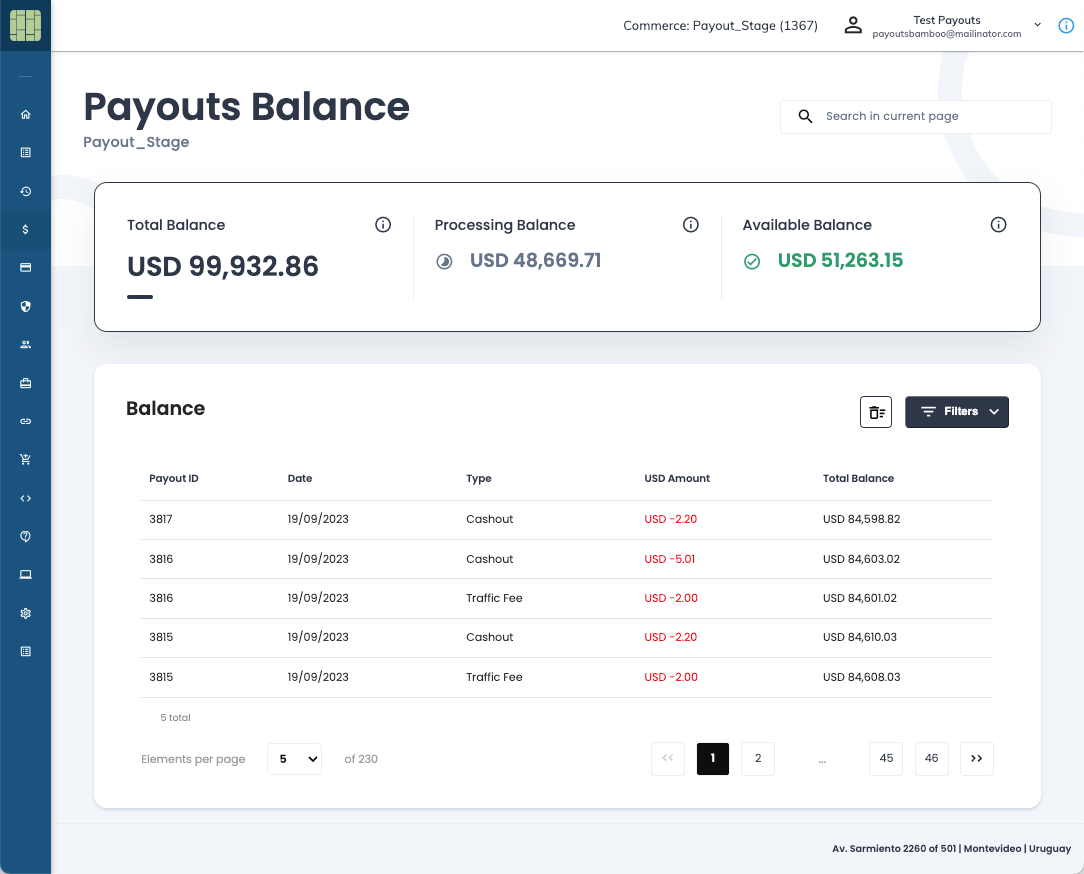 Commerce: Payout_Stage (1367)
Test Payouts
payoutsbamboo@mailinator.com
Payouts Balance
Payout_Stage
Search in current page
Total Balance
USD 99,932.86
Processing Balance
USD 48,669.71
Available Balance
USD 51,263.15
Balance
Filters
Payout ID Date Type USD Amount Total Balance
3817 19/09/2023 Cashout USD -2.20 USD 84,598.82
3816 19/09/2023 Cashout USD -5.01 USD 84,603.02
3816 19/09/2023 Traffic Fee USD -2.00 USD 84,601.02
3815 19/09/2023 Cashout USD -2.20 USD 84,610.03
3815 19/09/2023 Traffic Fee USD -2.00 USD 84,608.03
5 total
Elements per page 5 of 230 << 1 2 ... 45 46 >>
Av. Sarmiento 2260 of 501 | Montevideo | Uruguay